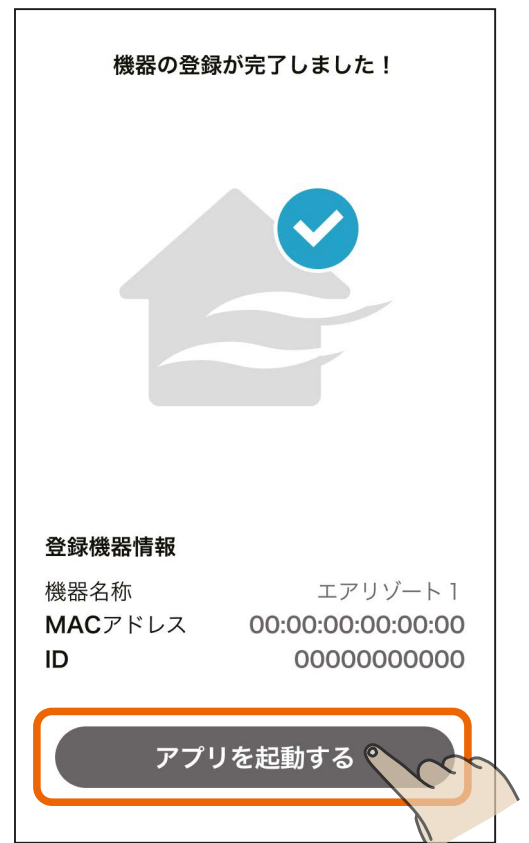 機器の登録が完了しました！
登録機器情報
機器名称 エアリゾート1
MACアドレス 00:00:00:00:00:00
ID 00000000000
アプリを起動する